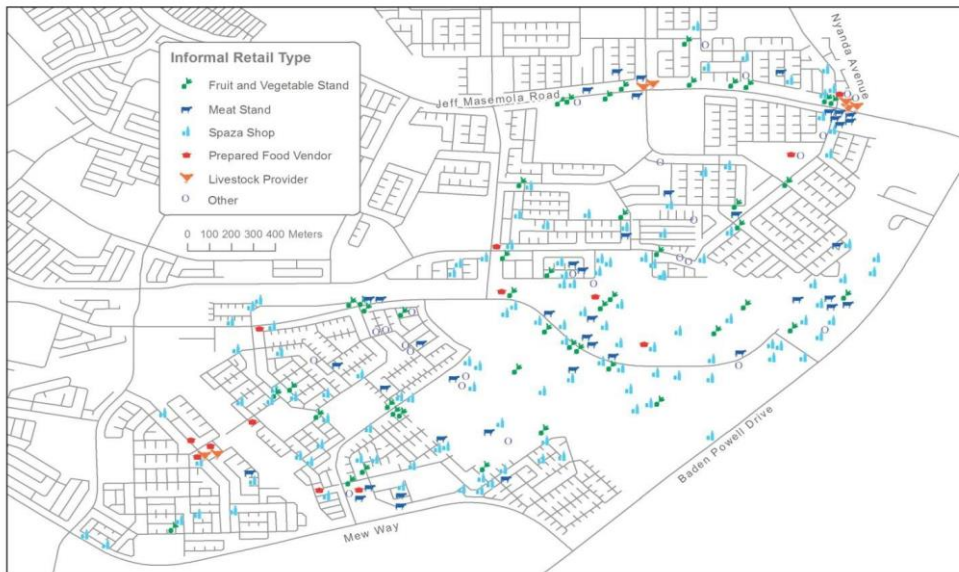 Informal Retail Type
Fruit and Vegetable Stand
Meat Stand
Spaza Shop
Prepared Food Vendor
Livestock Provider
Other
0 100 200 300 400 Meters
Jeff Masemola Road
Nyanda Avenue
Baden Powell Drive
Mew Way